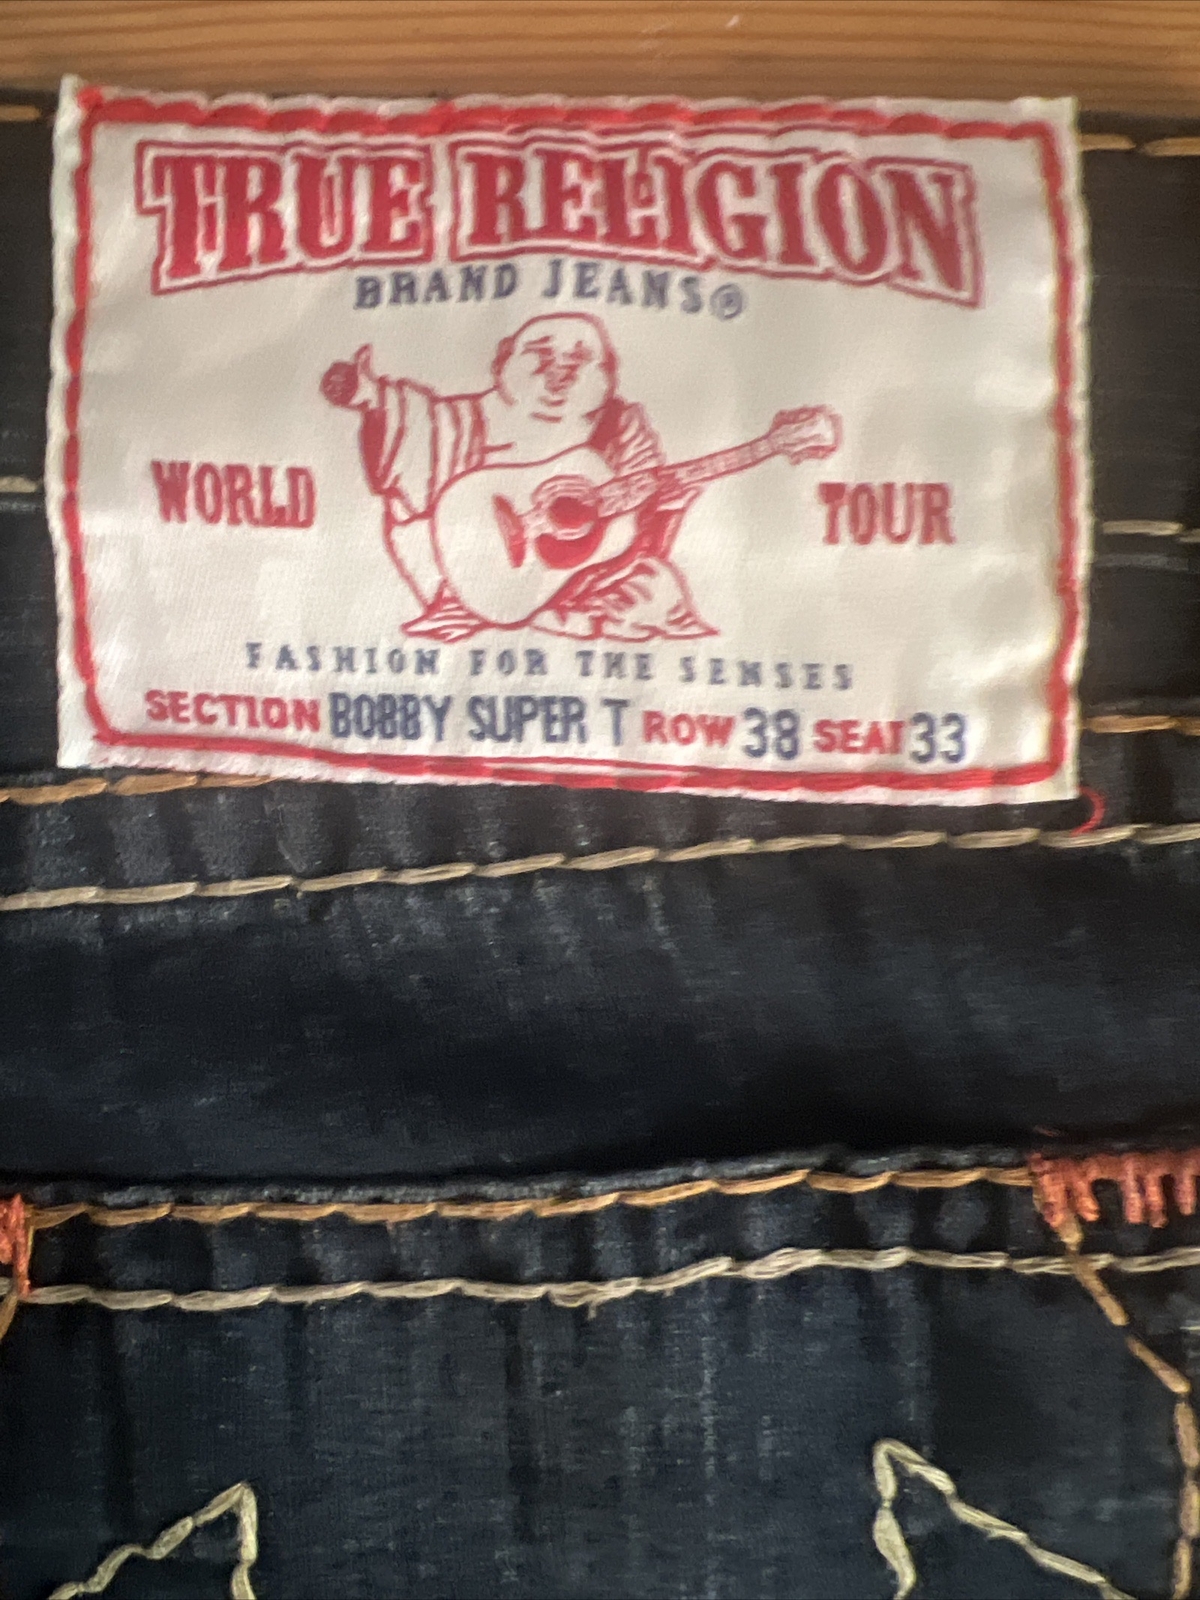 TRUE RELIGION
BRAND JEANS®
WORLD TOUR
FASHION FOR THE SENSES
SECTION BOBBY SUPER T ROW 38 SEAT 33